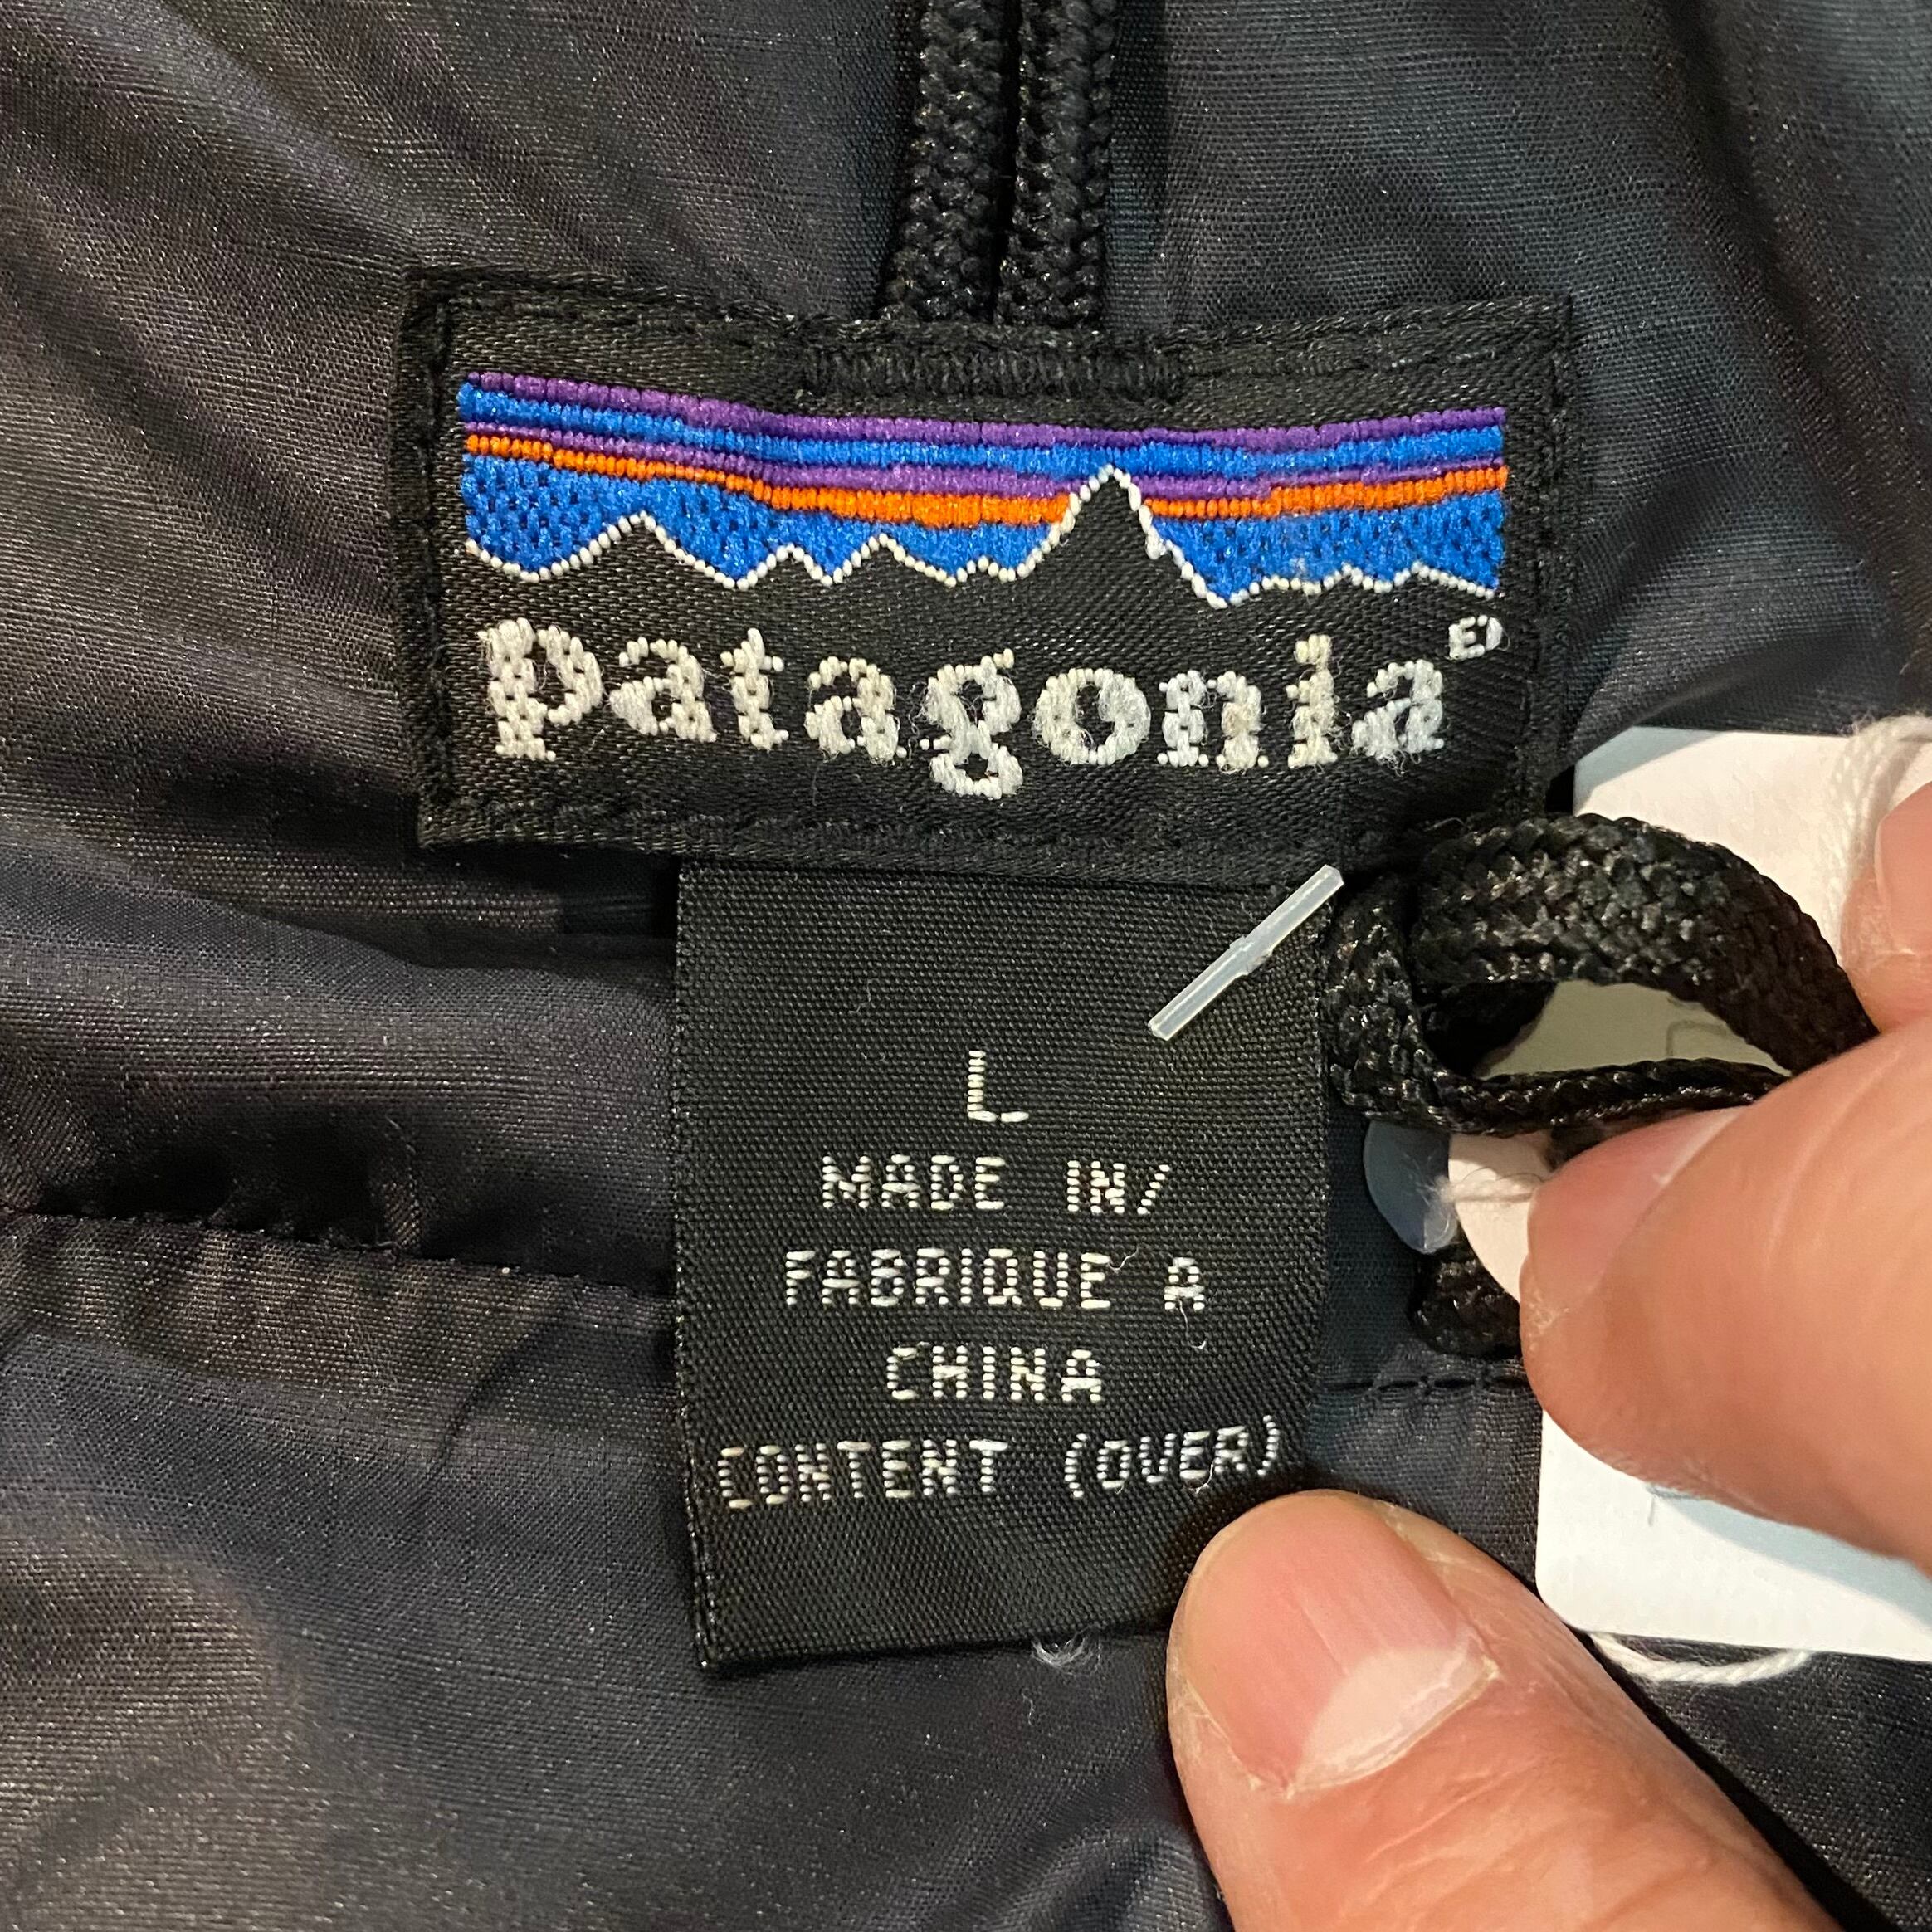 patagonia®
L
MADE IN/
FABRIQUE A
CHINA
CONTENT (OVER)